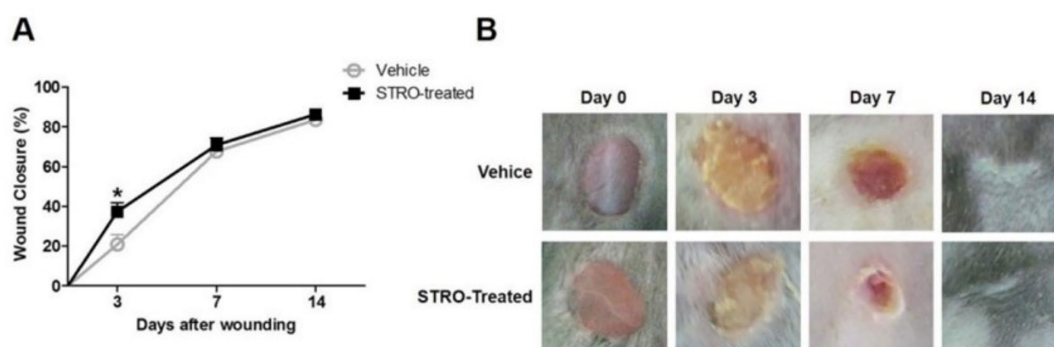 A
Vehicle
STRO-treated
100
80
60
40
20
0
Wound Closure (%)
*
3 7 14
Days after wounding
B
Day 0 Day 3 Day 7 Day 14
Vehice
STRO-Treated